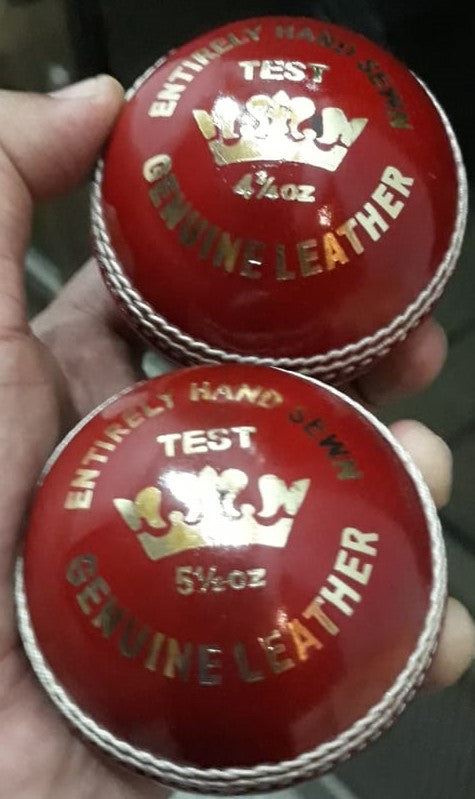 ENTIRELY HAND SEWN
TEST
4¾oz
GENUINE LEATHER
ENTIRELY HAND SEWN
TEST
5½oz
GENUINE LEATHER